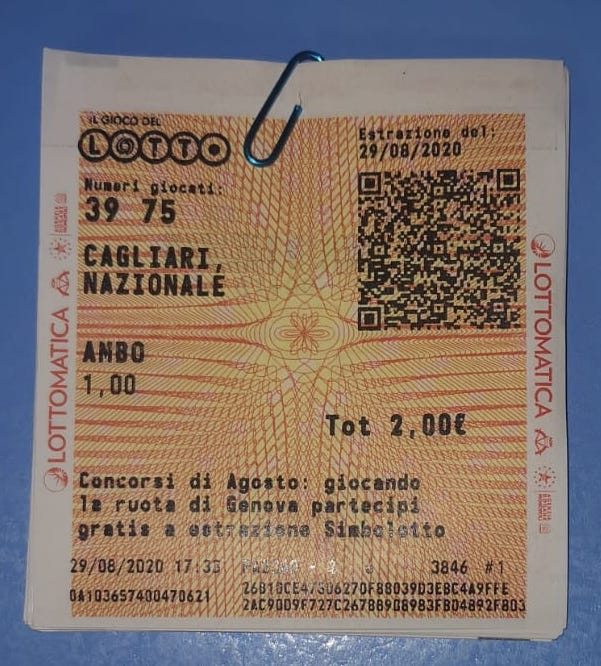 IL GIOCO DEL
LOTTO
Estrazione del:
29/08/2020
Numeri giocati:
39 75
CAGLIARI,
NAZIONALE
AMBO
1,00
Tot 2,00€
Concorsi di Agosto: giocando
la ruota di Genova partecipi
gratis a estrazione Simbolotto
29/08/2020 17:33
3846 #1
0A103657400470621
LOTTOMATICA
LOTTOMATICA